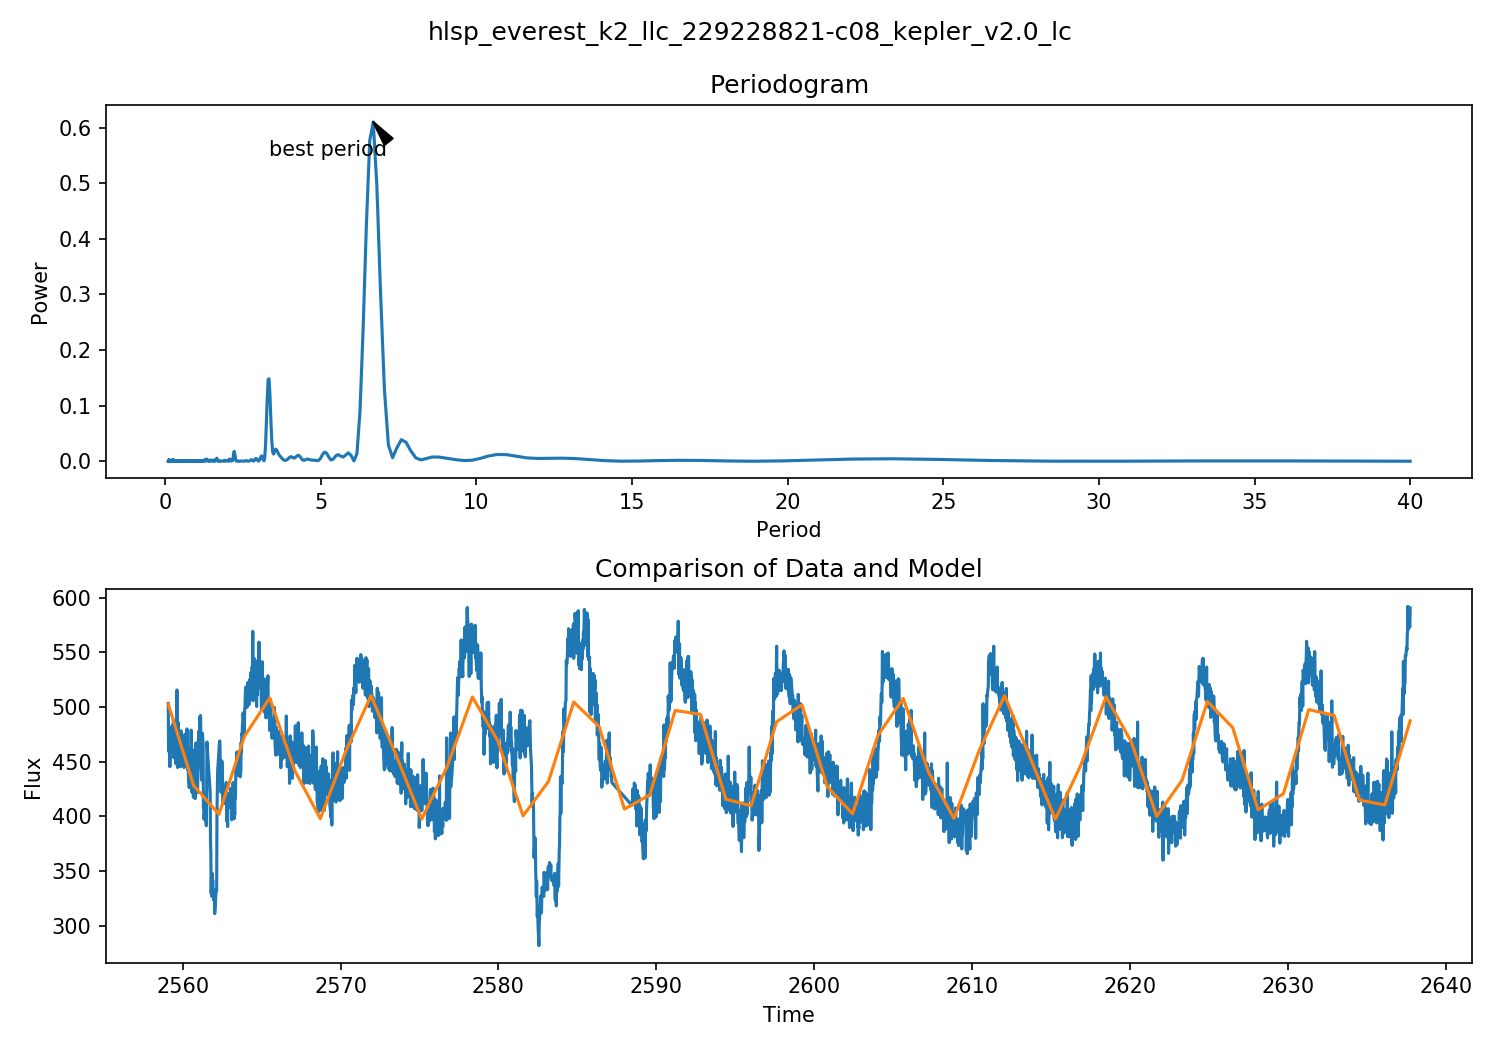 hlsp_everest_k2_llc_229228821-c08_kepler_v2.0_lc
Periodogram
0.6
0.5
0.4
0.3
0.2
0.1
0.0
Power
best period
0 5 10 15 20 25 30 35 40
Period
Comparison of Data and Model
600
550
500
450
400
350
300
Flux
2560 2570 2580 2590 2600 2610 2620 2630 2640
Time